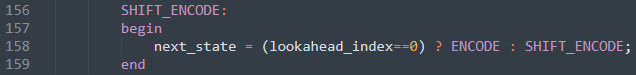 156 SHIFT_ENCODE:
157 begin
158 next_state = (lookahead_index==0) ? ENCODE : SHIFT_ENCODE;
159 end